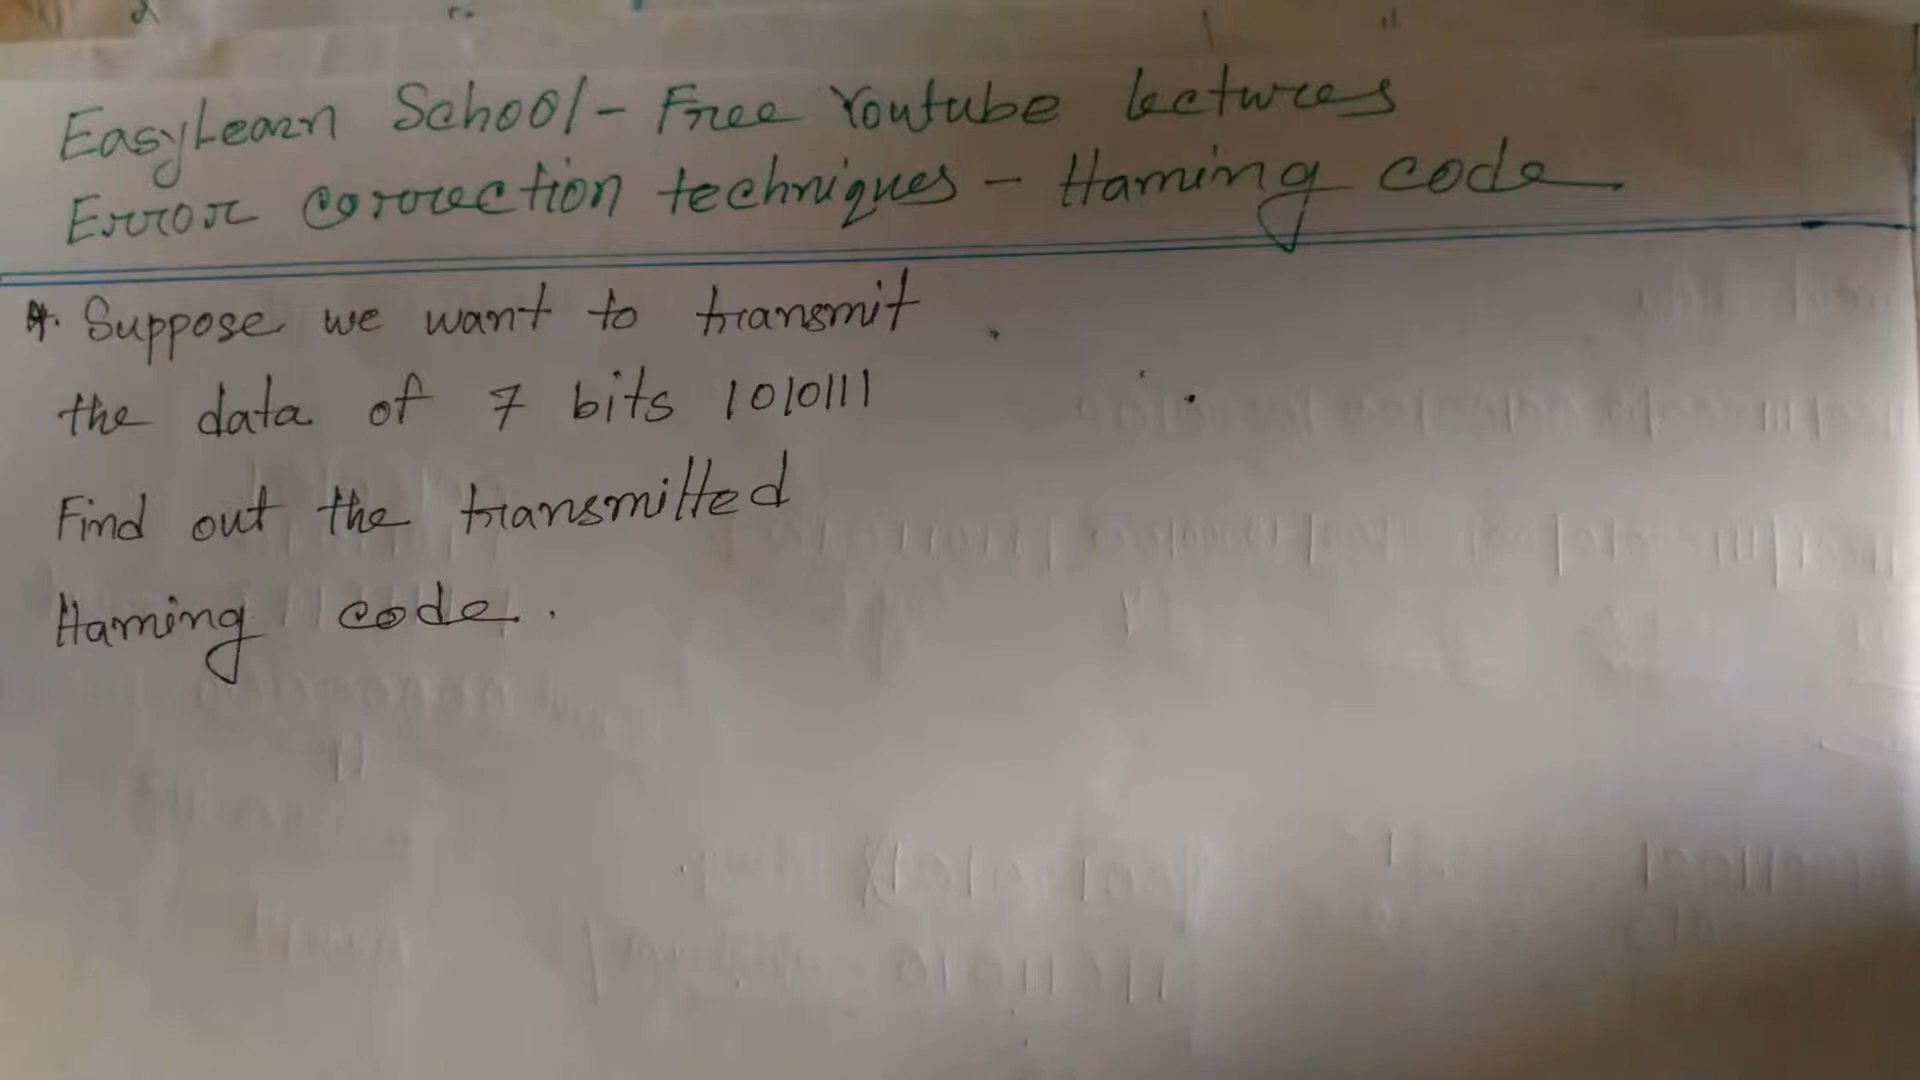 EasyLearn School - Free Youtube lectures
Error correction techniques - Haming code
*. Suppose we want to transmit
the data of 7 bits 1010111
Find out the transmitted
Haming code.